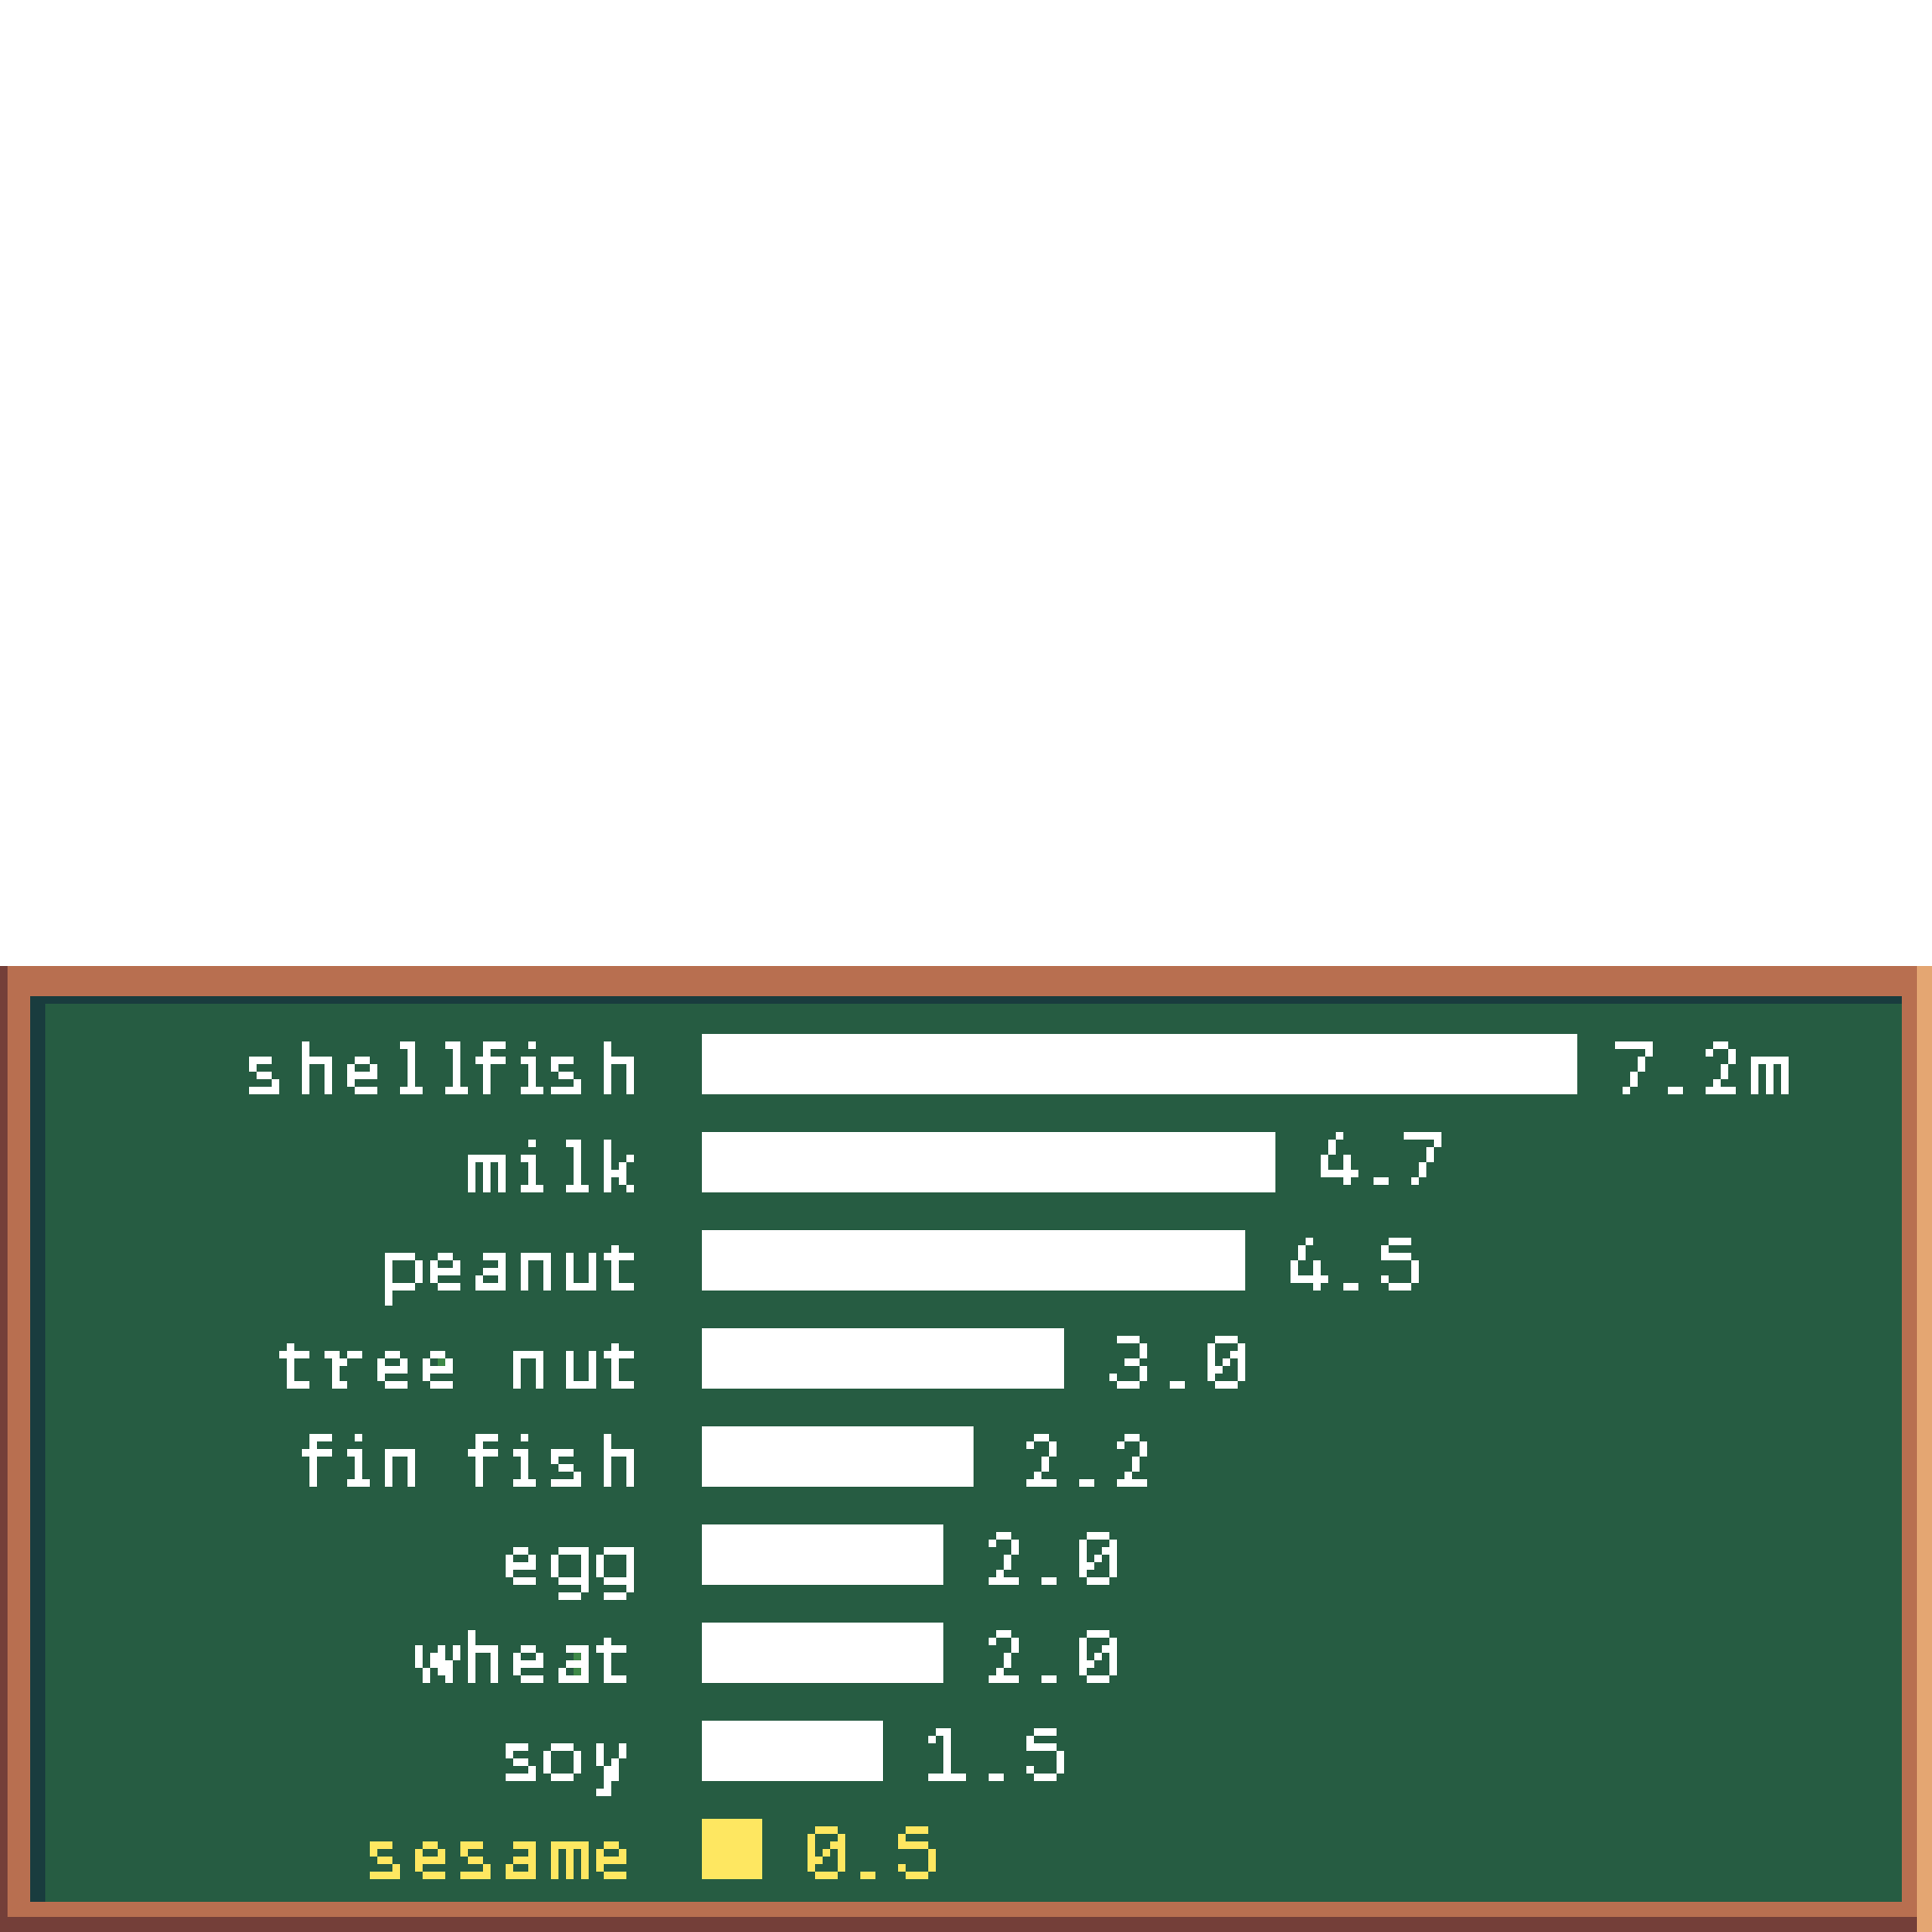 shellfish 7.2m
milk 4.7
peanut 4.5
tree nut 3.0
fin fish 2.2
egg 2.0
wheat 2.0
soy 1.5
sesame 0.5